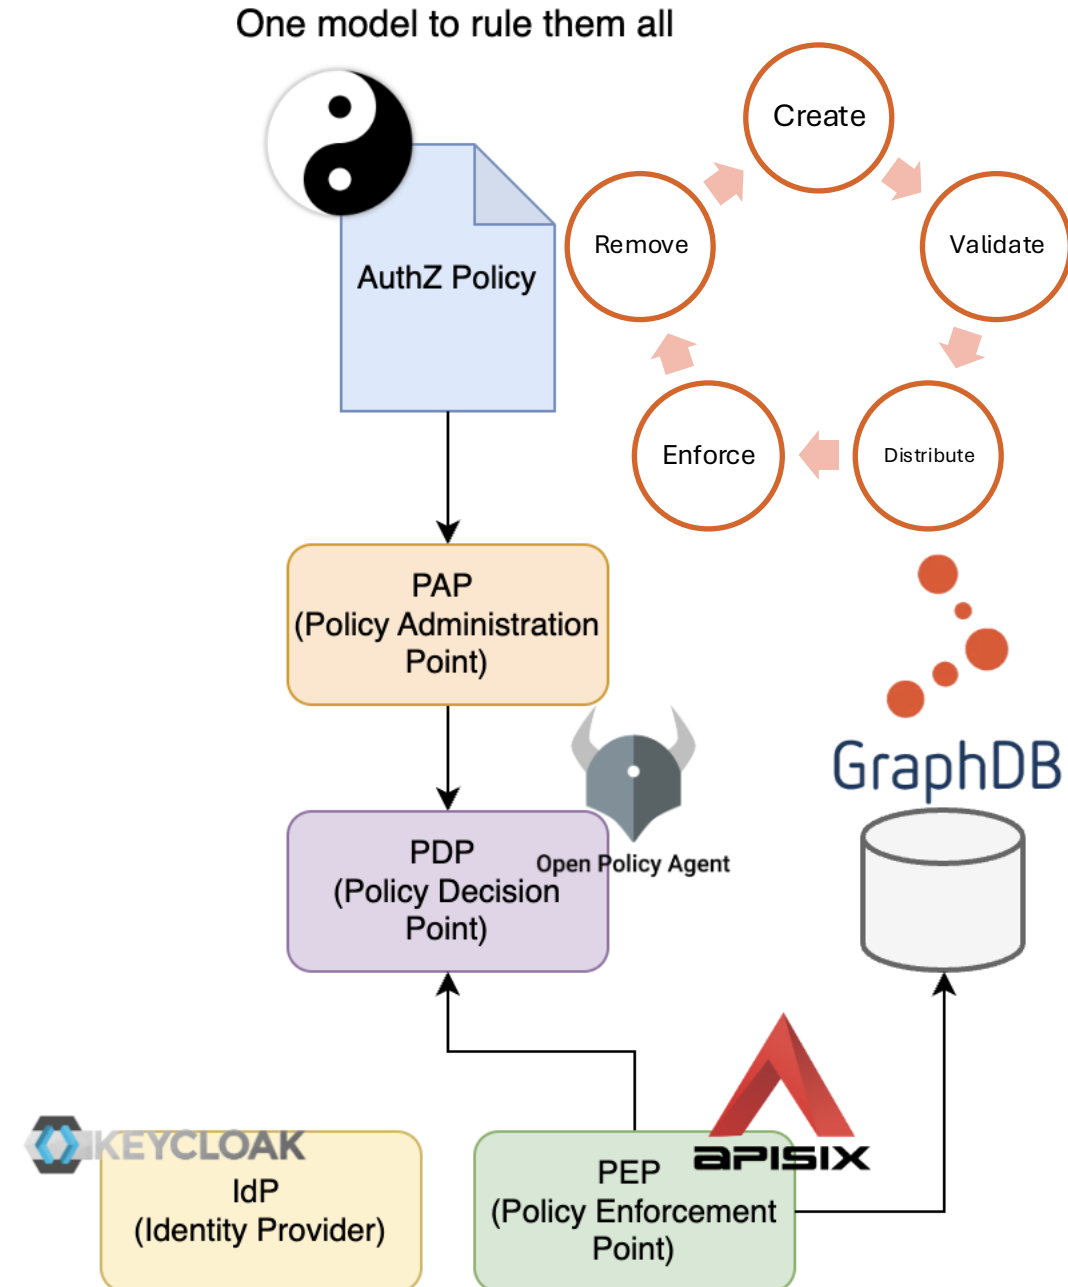 One model to rule them all
AuthZ Policy
Create
Validate
Distribute
Enforce
Remove
PAP
(Policy Administration
Point)
PDP
(Policy Decision
Point)
Open Policy Agent
GraphDB
KEYCLOAK
IdP
(Identity Provider)
APISIX
PEP
(Policy Enforcement
Point)